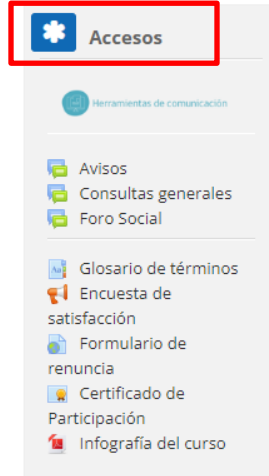 Accesos
Herramientas de comunicación
Avisos
Consultas generales
Foro Social
Glosario de términos
Encuesta de
satisfacción
Formulario de
renuncia
Certificado de
Participación
Infografía del curso